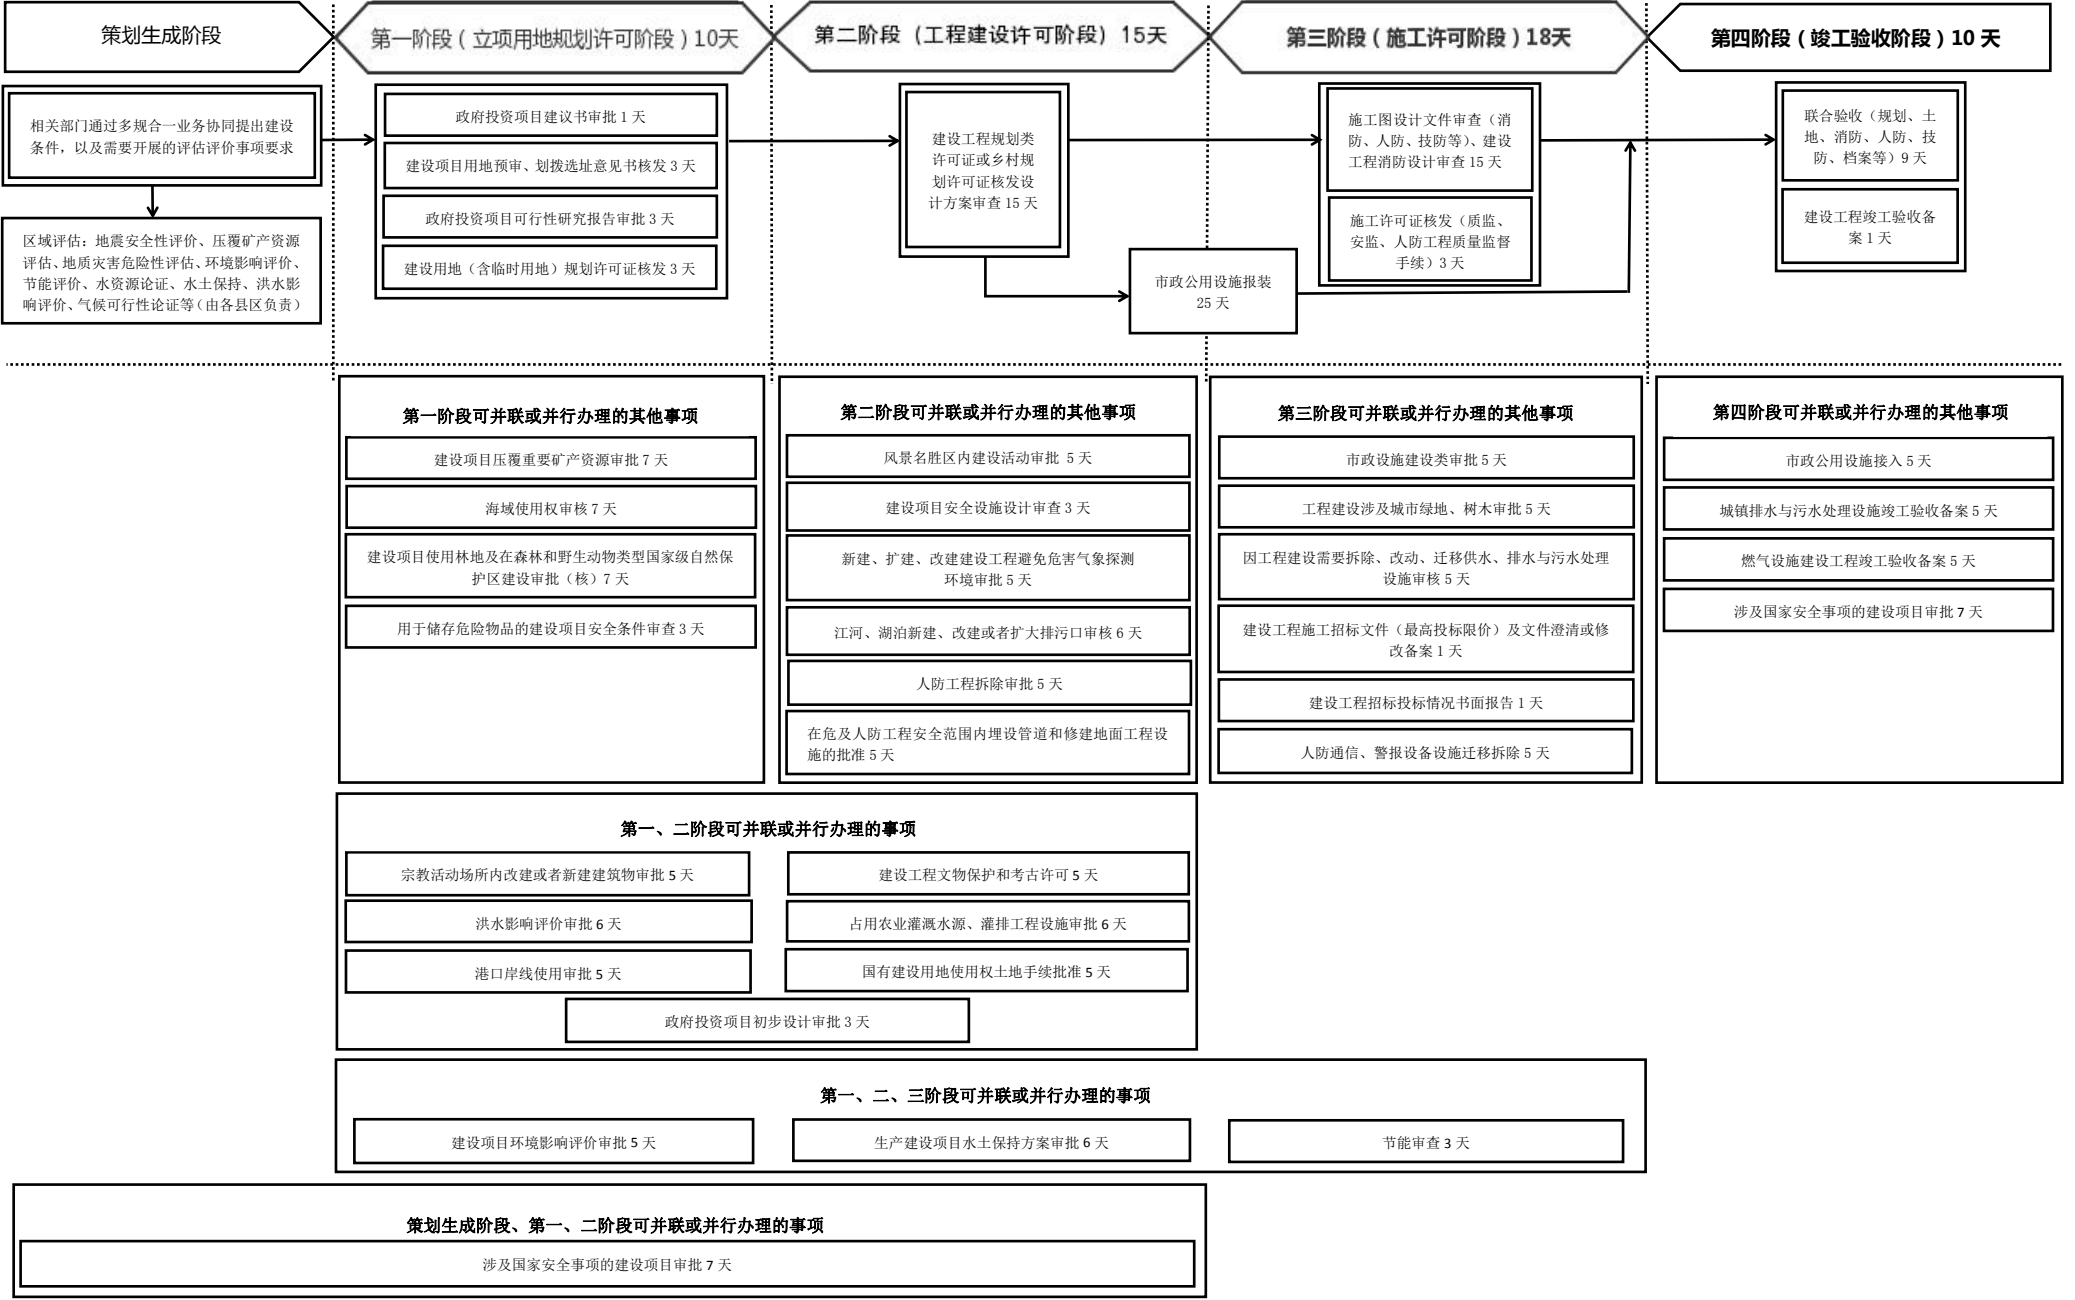 策划生成阶段
第一阶段（立项用地规划许可阶段）10天
第二阶段（工程建设许可阶段）15天
第三阶段（施工许可阶段）18天
第四阶段（竣工验收阶段）10 天
相关部门通过多规合一业务协同提出建设
条件，以及需要开展的评估评价事项要求
区域评估：地震安全性评价、压覆矿产资源
评估、地质灾害危险性评估、环境影响评价、
节能评价、水资源论证、水土保持、洪水影
响评价、气候可行性论证等（由各县区负责）
政府投资项目建议书审批 1 天
建设项目用地预审、划拨选址意见书核发 3 天
政府投资项目可行性研究报告审批 3 天
建设用地（含临时用地）规划许可证核发 3 天
建设工程规划类
许可证或乡村规
划许可证核发设
计方案审查 15 天
市政公用设施报装
25 天
施工图设计文件审查（消
防、人防、技防等）、建设
工程消防设计审查 15 天
施工许可证核发（质监、
安监、人防工程质量监督
手续）3 天
联合验收（规划、土
地、消防、人防、技
防、档案等）9 天
建设工程竣工验收备
案 1 天
第一阶段可并联或并行办理的其他事项
建设项目压覆重要矿产资源审批 7 天
海域使用权审核 7 天
建设项目使用林地及在森林和野生动物类型国家级自然保
护区建设审批（核）7 天
用于储存危险物品的建设项目安全条件审查 3 天
第二阶段可并联或并行办理的其他事项
风景名胜区内建设活动审批 5 天
建设项目安全设施设计审查 3 天
新建、扩建、改建建设工程避免危害气象探测
环境审批 5 天
江河、湖泊新建、改建或者扩大排污口审核 6 天
人防工程拆除审批 5 天
在危及人防工程安全范围内埋设管道和修建地面工程设
施的批准 5 天
第三阶段可并联或并行办理的其他事项
市政设施建设类审批 5 天
工程建设涉及城市绿地、树木审批 5 天
因工程建设需要拆除、改动、迁移供水、排水与污水处理
设施审核 5 天
建设工程施工招标文件（最高投标限价）及文件澄清或修
改备案 1 天
建设工程招标投标情况书面报告 1 天
人防通信、警报设备设施迁移拆除 5 天
第四阶段可并联或并行办理的其他事项
市政公用设施接入 5 天
城镇排水与污水处理设施竣工验收备案 5 天
燃气设施建设工程竣工验收备案 5 天
涉及国家安全事项的建设项目审批 7 天
第一、二阶段可并联或并行办理的事项
宗教活动场所内改建或者新建建筑物审批 5 天
建设工程文物保护和考古许可 5 天
洪水影响评价审批 6 天
占用农业灌溉水源、灌排工程设施审批 6 天
港口岸线使用审批 5 天
国有建设用地使用权土地手续批准 5 天
政府投资项目初步设计审批 3 天
第一、二、三阶段可并联或并行办理的事项
建设项目环境影响评价审批 5 天
生产建设项目水土保持方案审批 6 天
节能审查 3 天
策划生成阶段、第一、二阶段可并联或并行办理的事项
涉及国家安全事项的建设项目审批 7 天